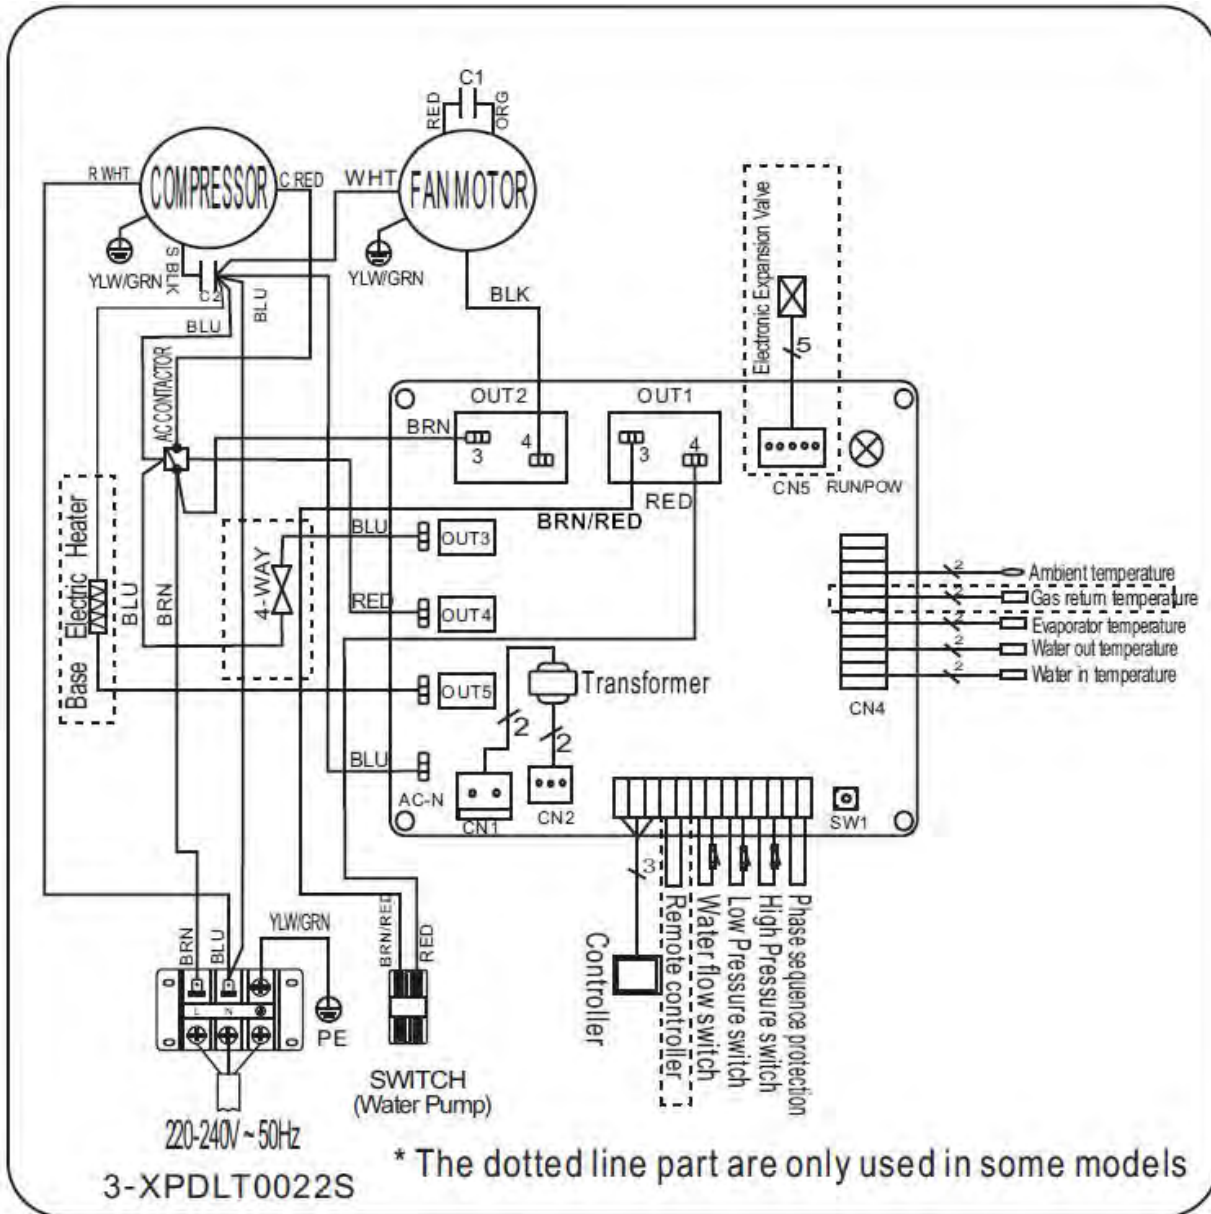 C1
RED
ORG
R WHT
COMPRESSOR
C RED
WHT
FAN MOTOR
YLW/GRN
S BLK
C2
BLU
BLU
YLW/GRN
BLK
Electronic Expansion Valve
5
AC CONTACTOR
OUT2
OUT1
BRN
3
4
3
4
CN5
RUN/POW
RED
BRN/RED
BLU
OUT3
Base Electric Heater
BLU
BRN
4-WAY
RED
OUT4
2
Ambient temperature
2
Gas return temperature
2
Evaporator temperature
2
Water out temperature
2
Water in temperature
CN4
OUT5
Transformer
2
2
BLU
AC-N
CN1
CN2
SW1
3
Controller
Remote controller
Water flow switch
Low Pressure switch
High Pressure switch
Phase sequence protection
BRN
BLU
YLW/GRN
BRN/RED
RED
L
N
PE
SWITCH
(Water Pump)
220-240V ~ 50Hz
3-XPDLT0022S
* The dotted line part are only used in some models